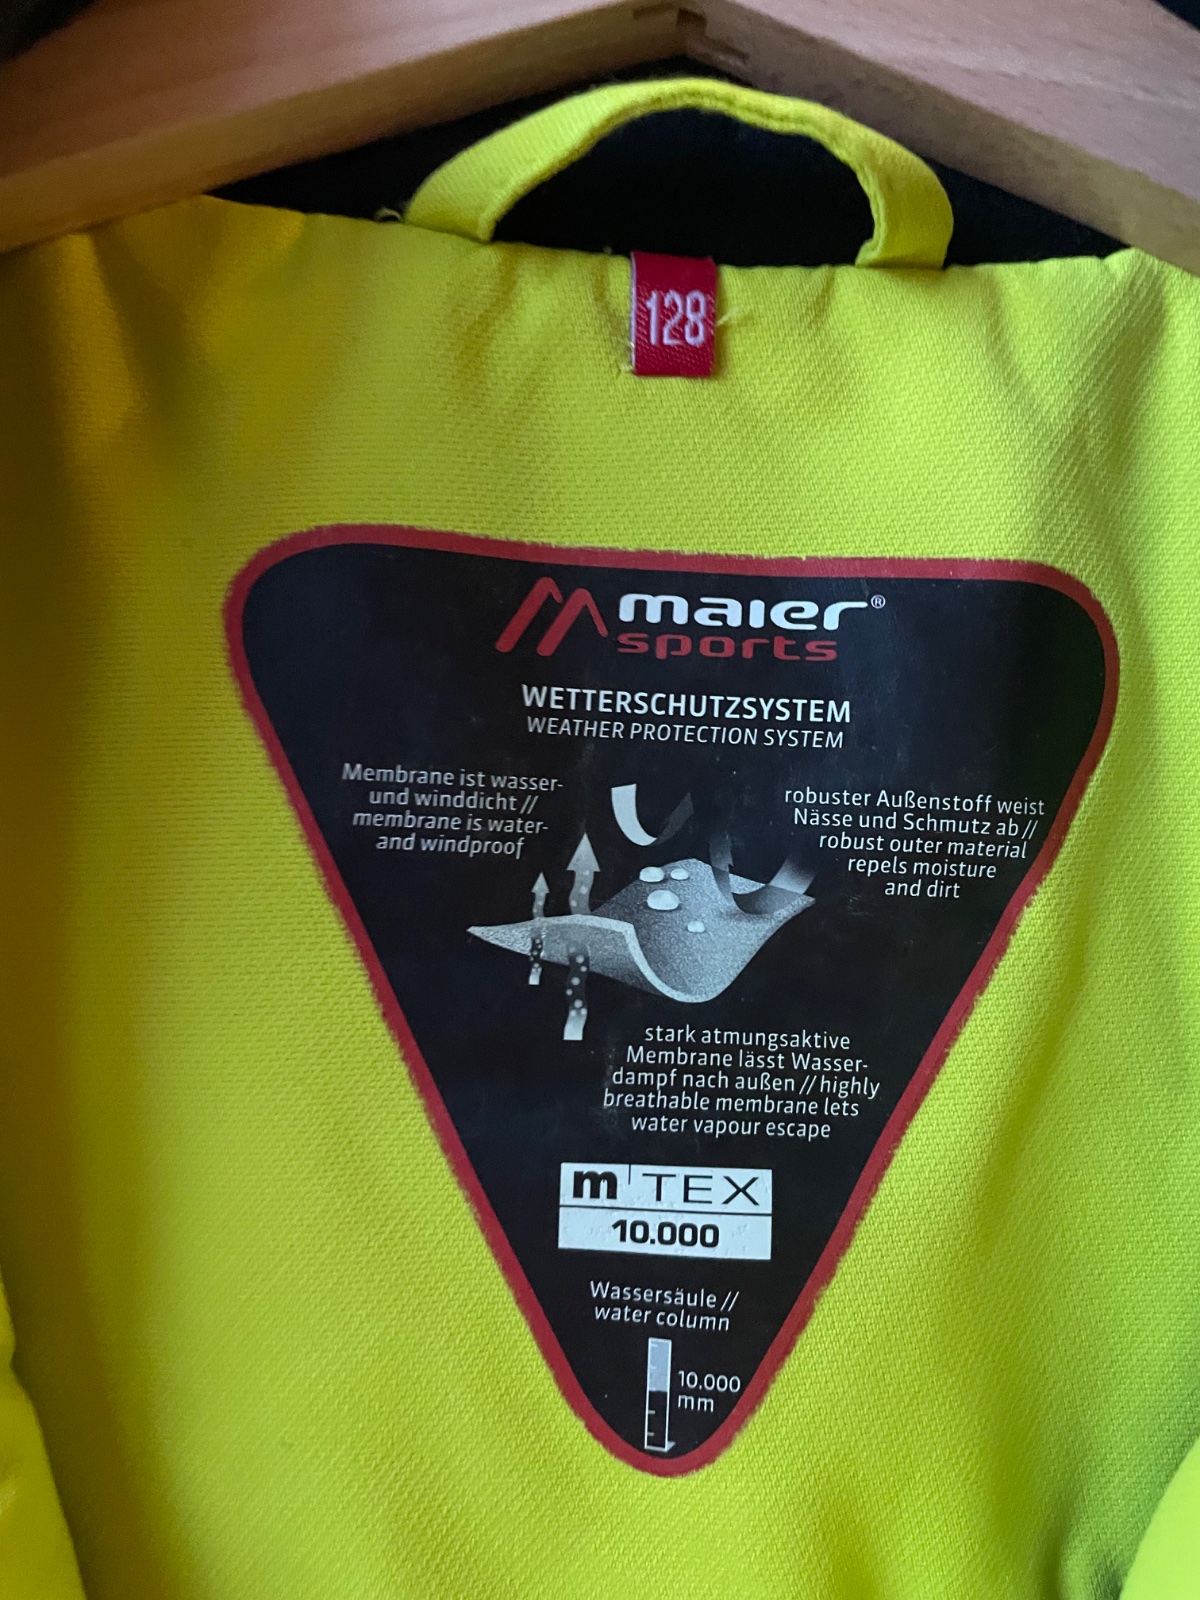 128
maier®
sports
WETTERSCHUTZSYSTEM
WEATHER PROTECTION SYSTEM
Membrane ist wasser-
und winddicht //
membrane is water-
and windproof
robuster Außenstoff weist
Nässe und Schmutz ab //
robust outer material
repels moisture
and dirt
stark atmungsaktive
Membrane lässt Wasser-
dampf nach außen // highly
breathable membrane lets
water vapour escape
m TEX
10.000
Wassersäule //
water column
10.000
mm